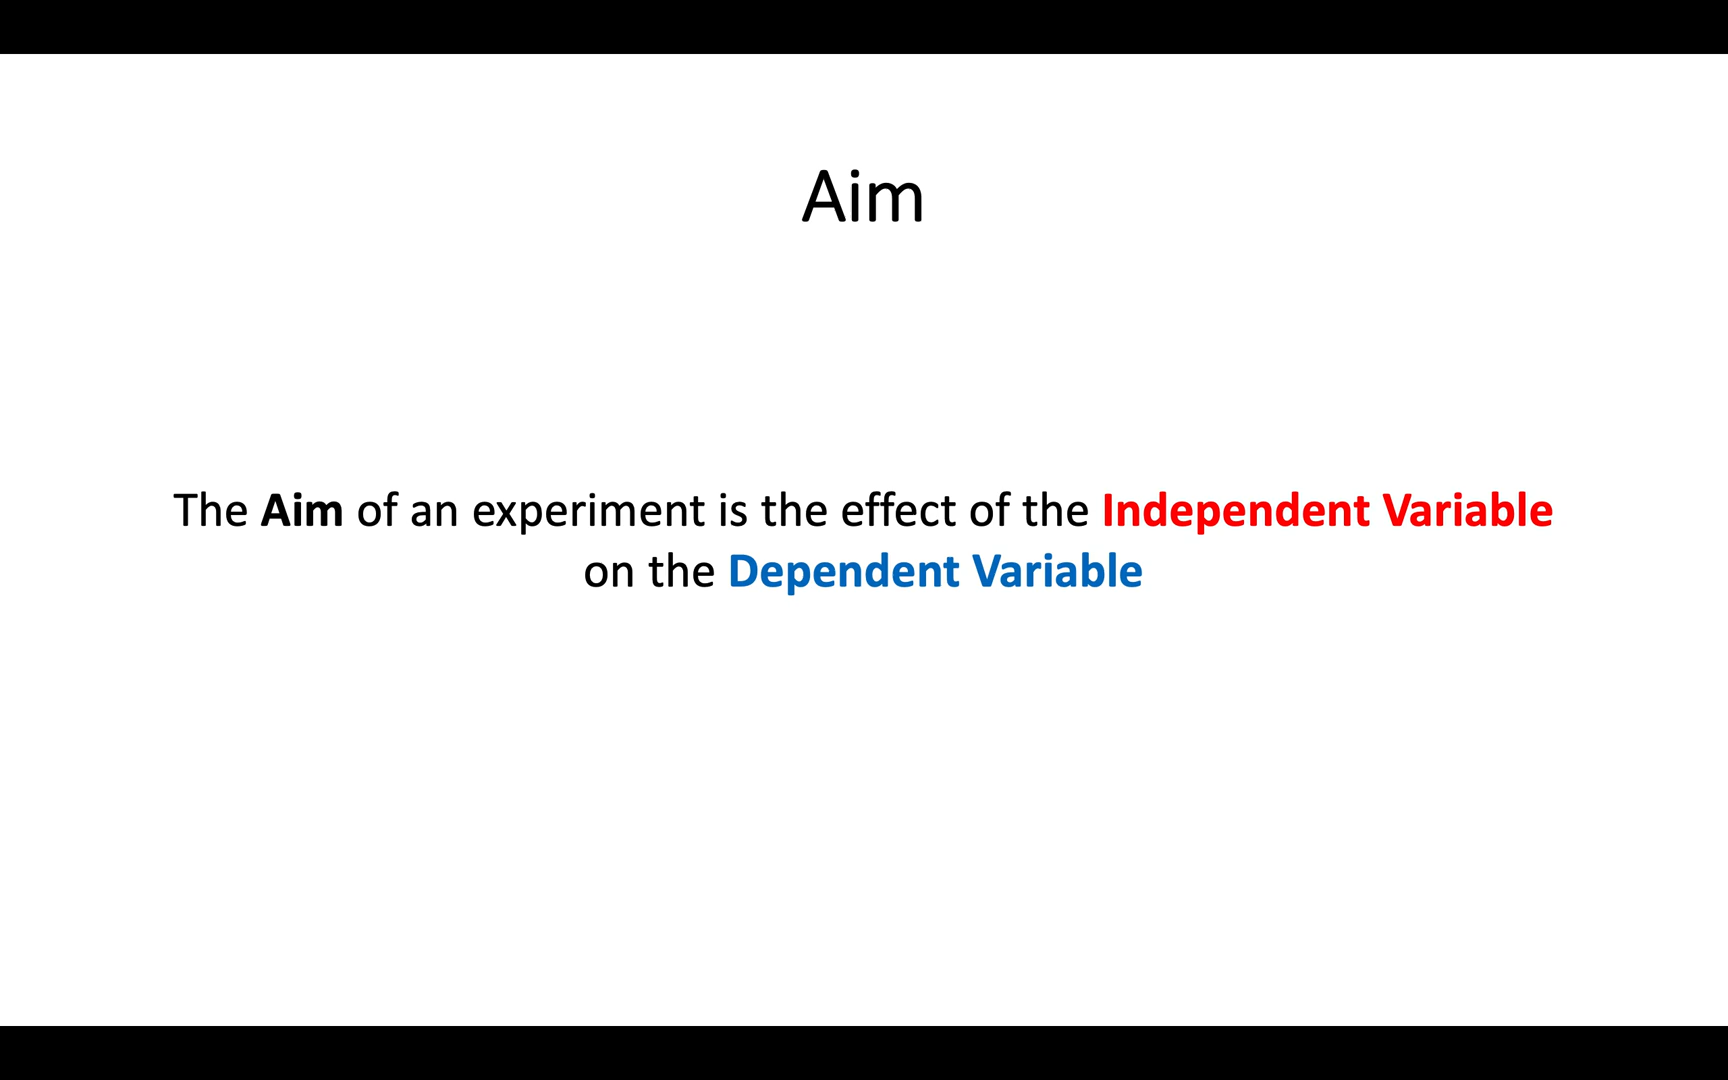 Aim
The Aim of an experiment is the effect of the Independent Variable
on the Dependent Variable